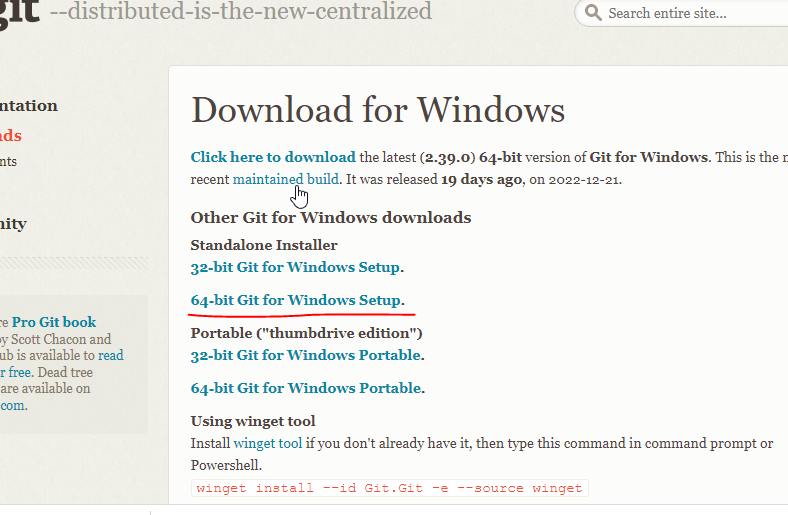 git --distributed-is-the-new-centralized
Search entire site...
ntation
nds
nts
nity
re Pro Git book
by Scott Chacon and
ub is available to read
r free. Dead tree
are available on
.com.
Download for Windows
Click here to download the latest (2.39.0) 64-bit version of Git for Windows. This is the
recent maintained build. It was released 19 days ago, on 2022-12-21.
Other Git for Windows downloads
Standalone Installer
32-bit Git for Windows Setup.
64-bit Git for Windows Setup.
Portable ("thumbdrive edition")
32-bit Git for Windows Portable.
64-bit Git for Windows Portable.
Using winget tool
Install winget tool if you don't already have it, then type this command in command prompt or
Powershell.
winget install --id Git.Git -e --source winget